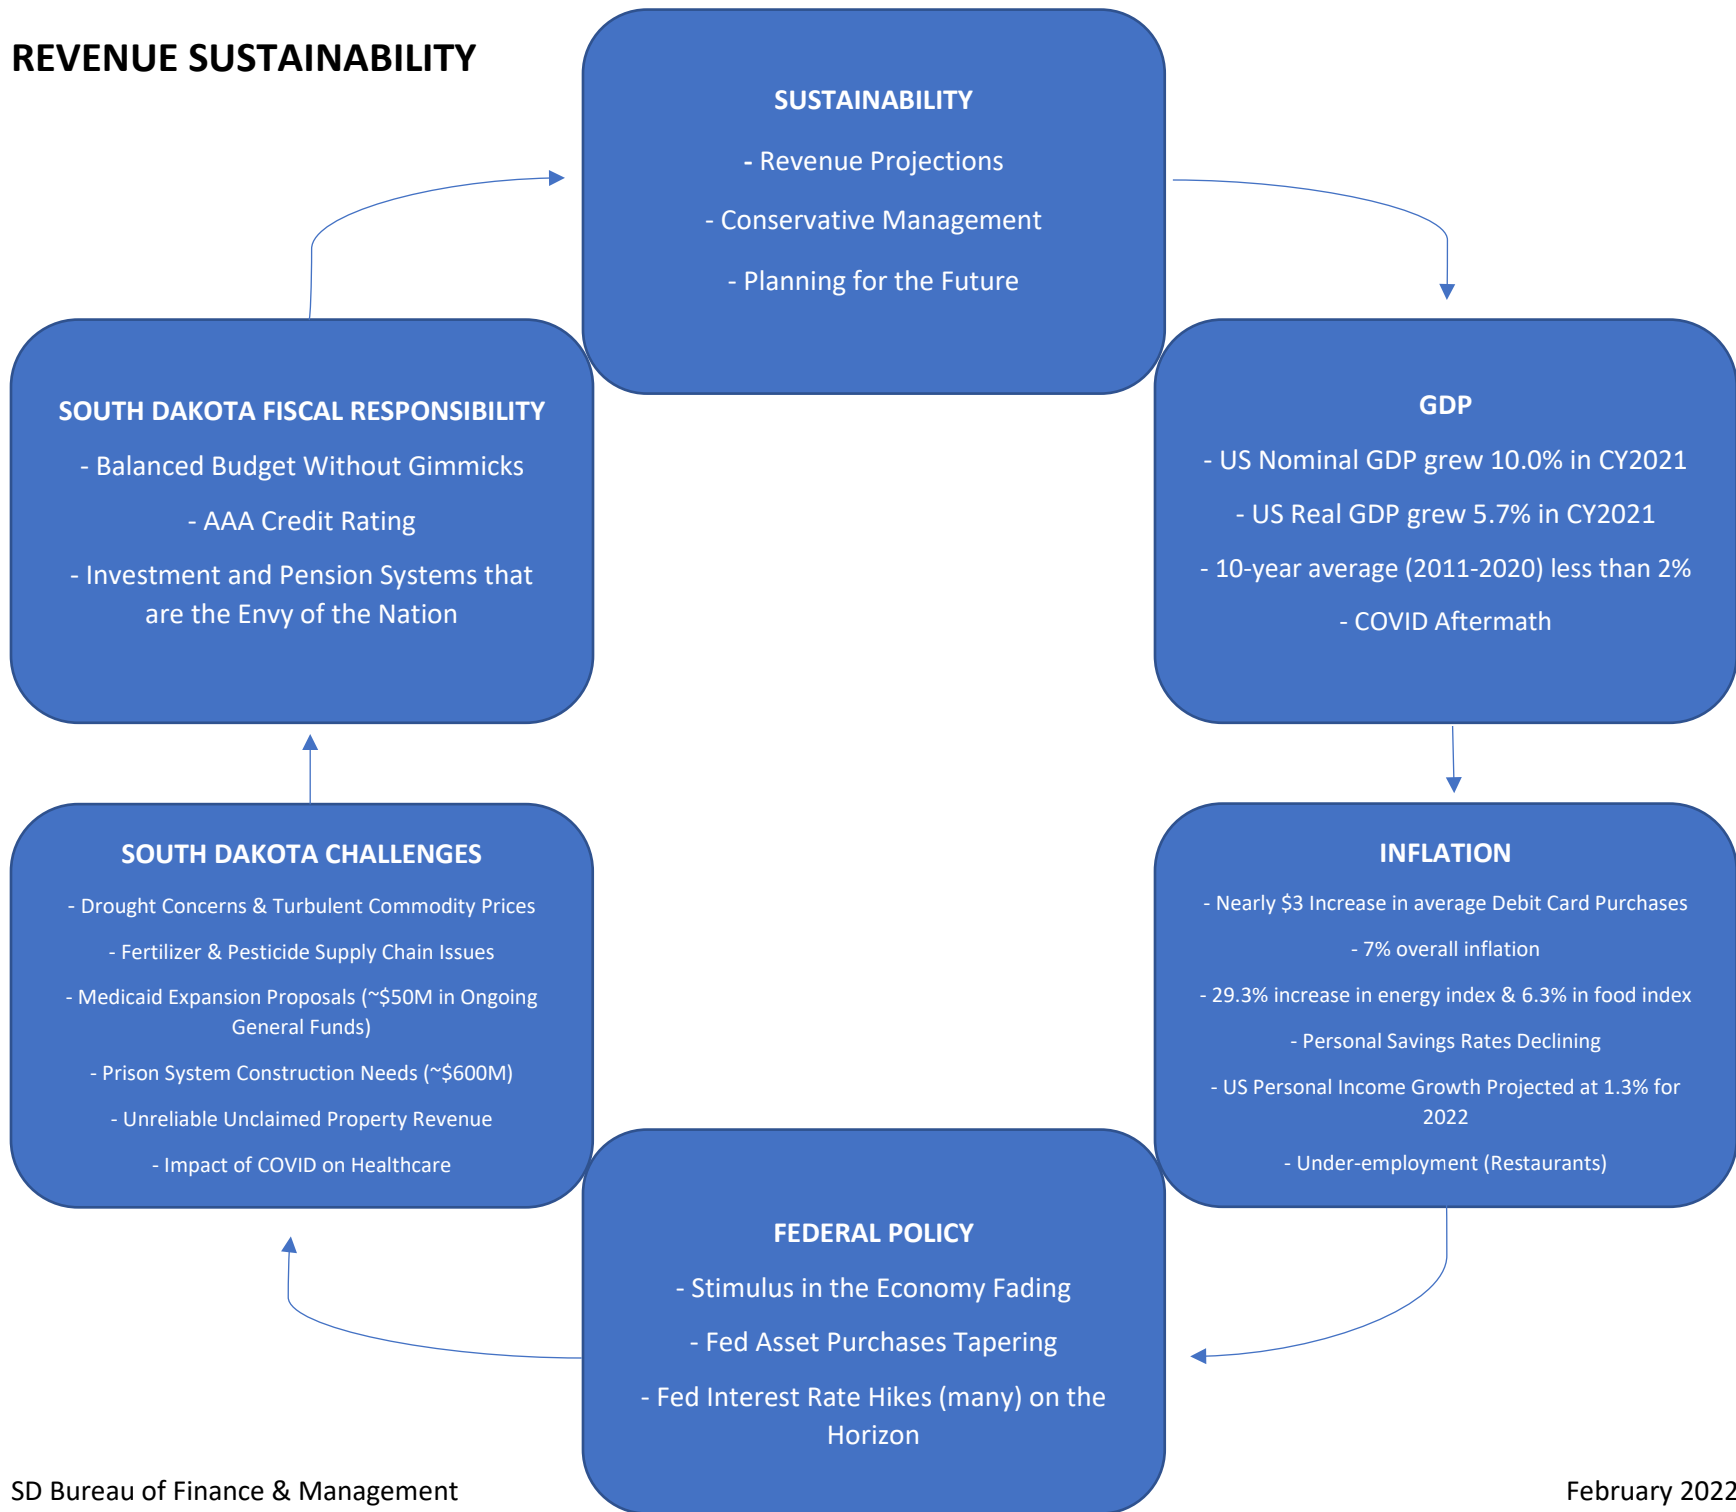 REVENUE SUSTAINABILITY
SUSTAINABILITY
- Revenue Projections
- Conservative Management
- Planning for the Future
GDP
- US Nominal GDP grew 10.0% in CY2021
- US Real GDP grew 5.7% in CY2021
- 10-year average (2011-2020) less than 2%
- COVID Aftermath
INFLATION
- Nearly $3 Increase in average Debit Card Purchases
- 7% overall inflation
- 29.3% increase in energy index & 6.3% in food index
- Personal Savings Rates Declining
- US Personal Income Growth Projected at 1.3% for
2022
- Under-employment (Restaurants)
FEDERAL POLICY
- Stimulus in the Economy Fading
- Fed Asset Purchases Tapering
- Fed Interest Rate Hikes (many) on the
Horizon
SOUTH DAKOTA CHALLENGES
- Drought Concerns & Turbulent Commodity Prices
- Fertilizer & Pesticide Supply Chain Issues
- Medicaid Expansion Proposals (~$50M in Ongoing
General Funds)
- Prison System Construction Needs (~$600M)
- Unreliable Unclaimed Property Revenue
- Impact of COVID on Healthcare
SOUTH DAKOTA FISCAL RESPONSIBILITY
- Balanced Budget Without Gimmicks
- AAA Credit Rating
- Investment and Pension Systems that
are the Envy of the Nation
SD Bureau of Finance & Management
February 2022